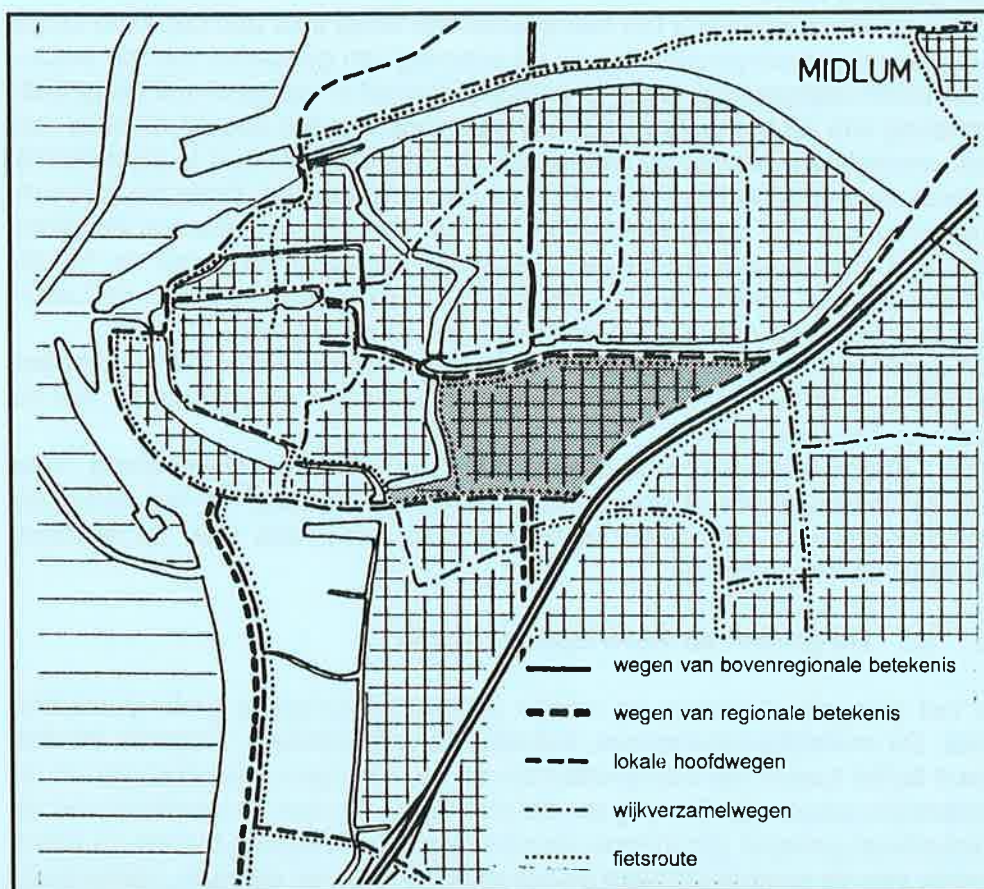 MIDLUM
wegen van bovenregionale betekenis
wegen van regionale betekenis
lokale hoofdwegen
wijkverzamelwegen
fietsroute